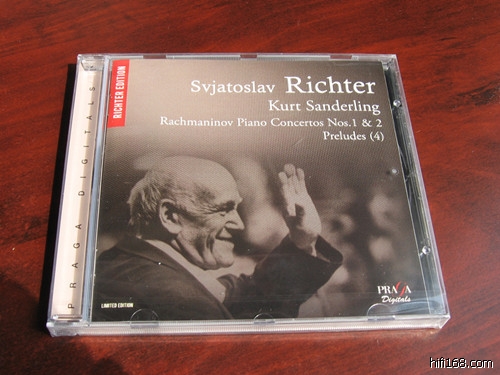 RICHTER EDITION
Svjatoslav Richter
Kurt Sanderling
Rachmaninov Piano Concertos Nos.1 & 2
Preludes (4)
PRAGA DIGITALS
LIMITED EDITION
PRAGA
Digitals
hifi168.com